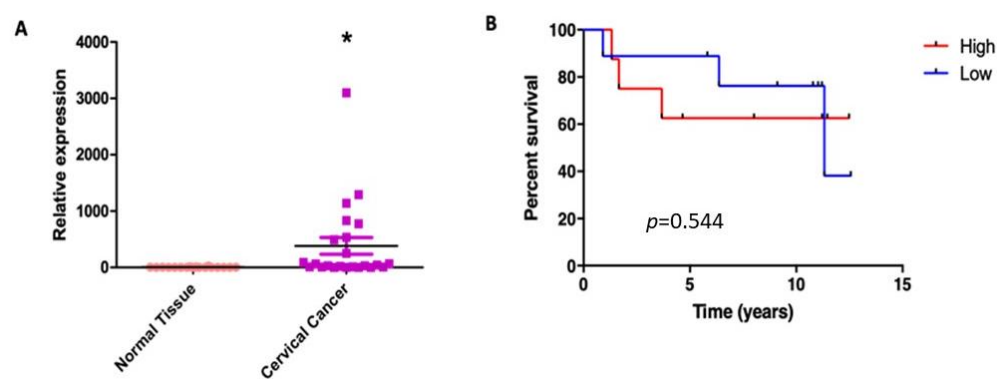 A
*
4000
3000
2000
1000
0
Relative expression
Normal Tissue
Cervical Cancer
B
100
80
60
40
20
0
Percent survival
p=0.544
0 5 10 15
Time (years)
High
Low